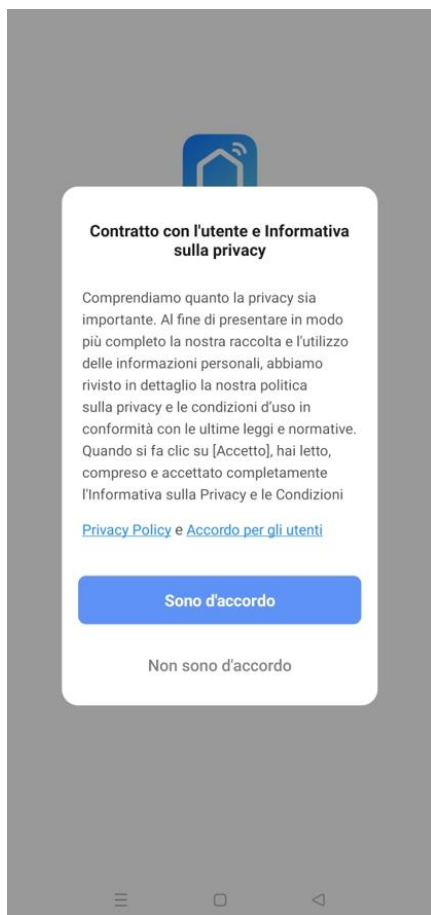 Contratto con l'utente e Informativa
sulla privacy
Comprendiamo quanto la privacy sia
importante. Al fine di presentare in modo
più completo la nostra raccolta e l'utilizzo
delle informazioni personali, abbiamo
rivisto in dettaglio la nostra politica
sulla privacy e le condizioni d'uso in
conformità con le ultime leggi e normative.
Quando si fa clic su [Accetto], hai letto,
compreso e accettato completamente
l'Informativa sulla Privacy e le Condizioni
Privacy Policy e Accordo per gli utenti
Sono d'accordo
Non sono d'accordo